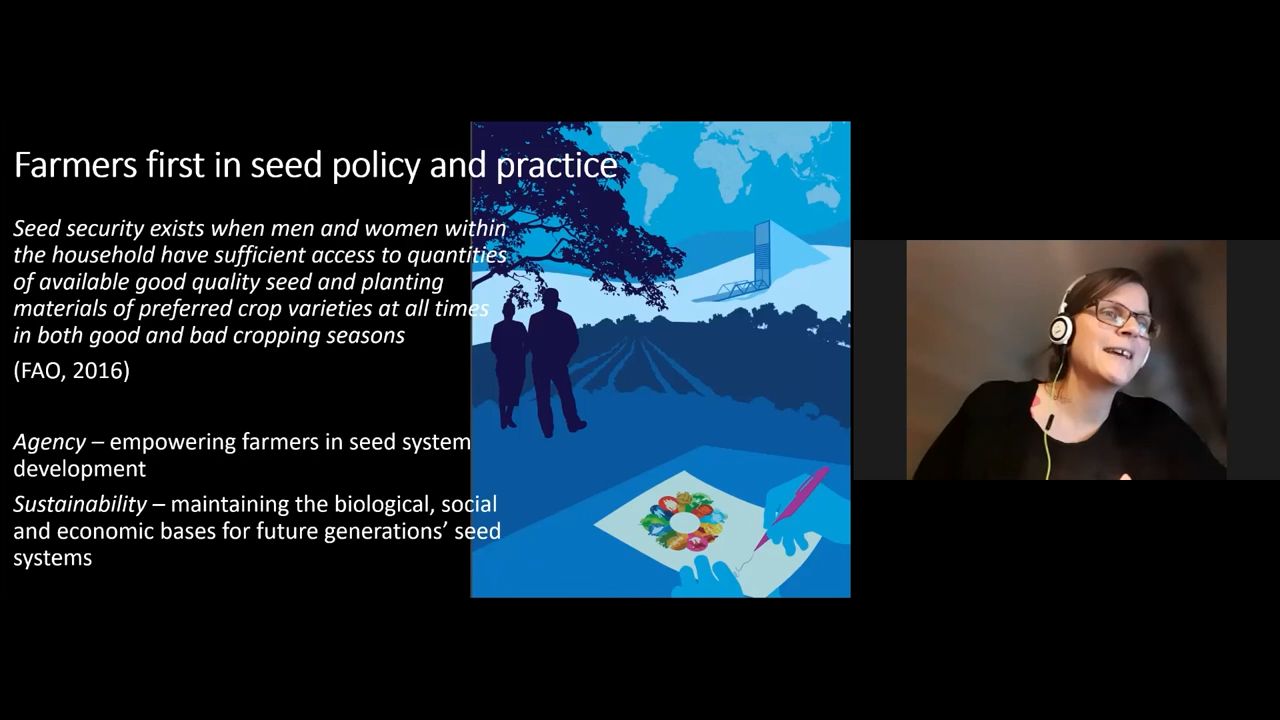 Farmers first in seed policy and practice
Seed security exists when men and women within
the household have sufficient access to quantities
of available good quality seed and planting
materials of preferred crop varieties at all times
in both good and bad cropping seasons
(FAO, 2016)
Agency – empowering farmers in seed system
development
Sustainability – maintaining the biological, social
and economic bases for future generations’ seed
systems